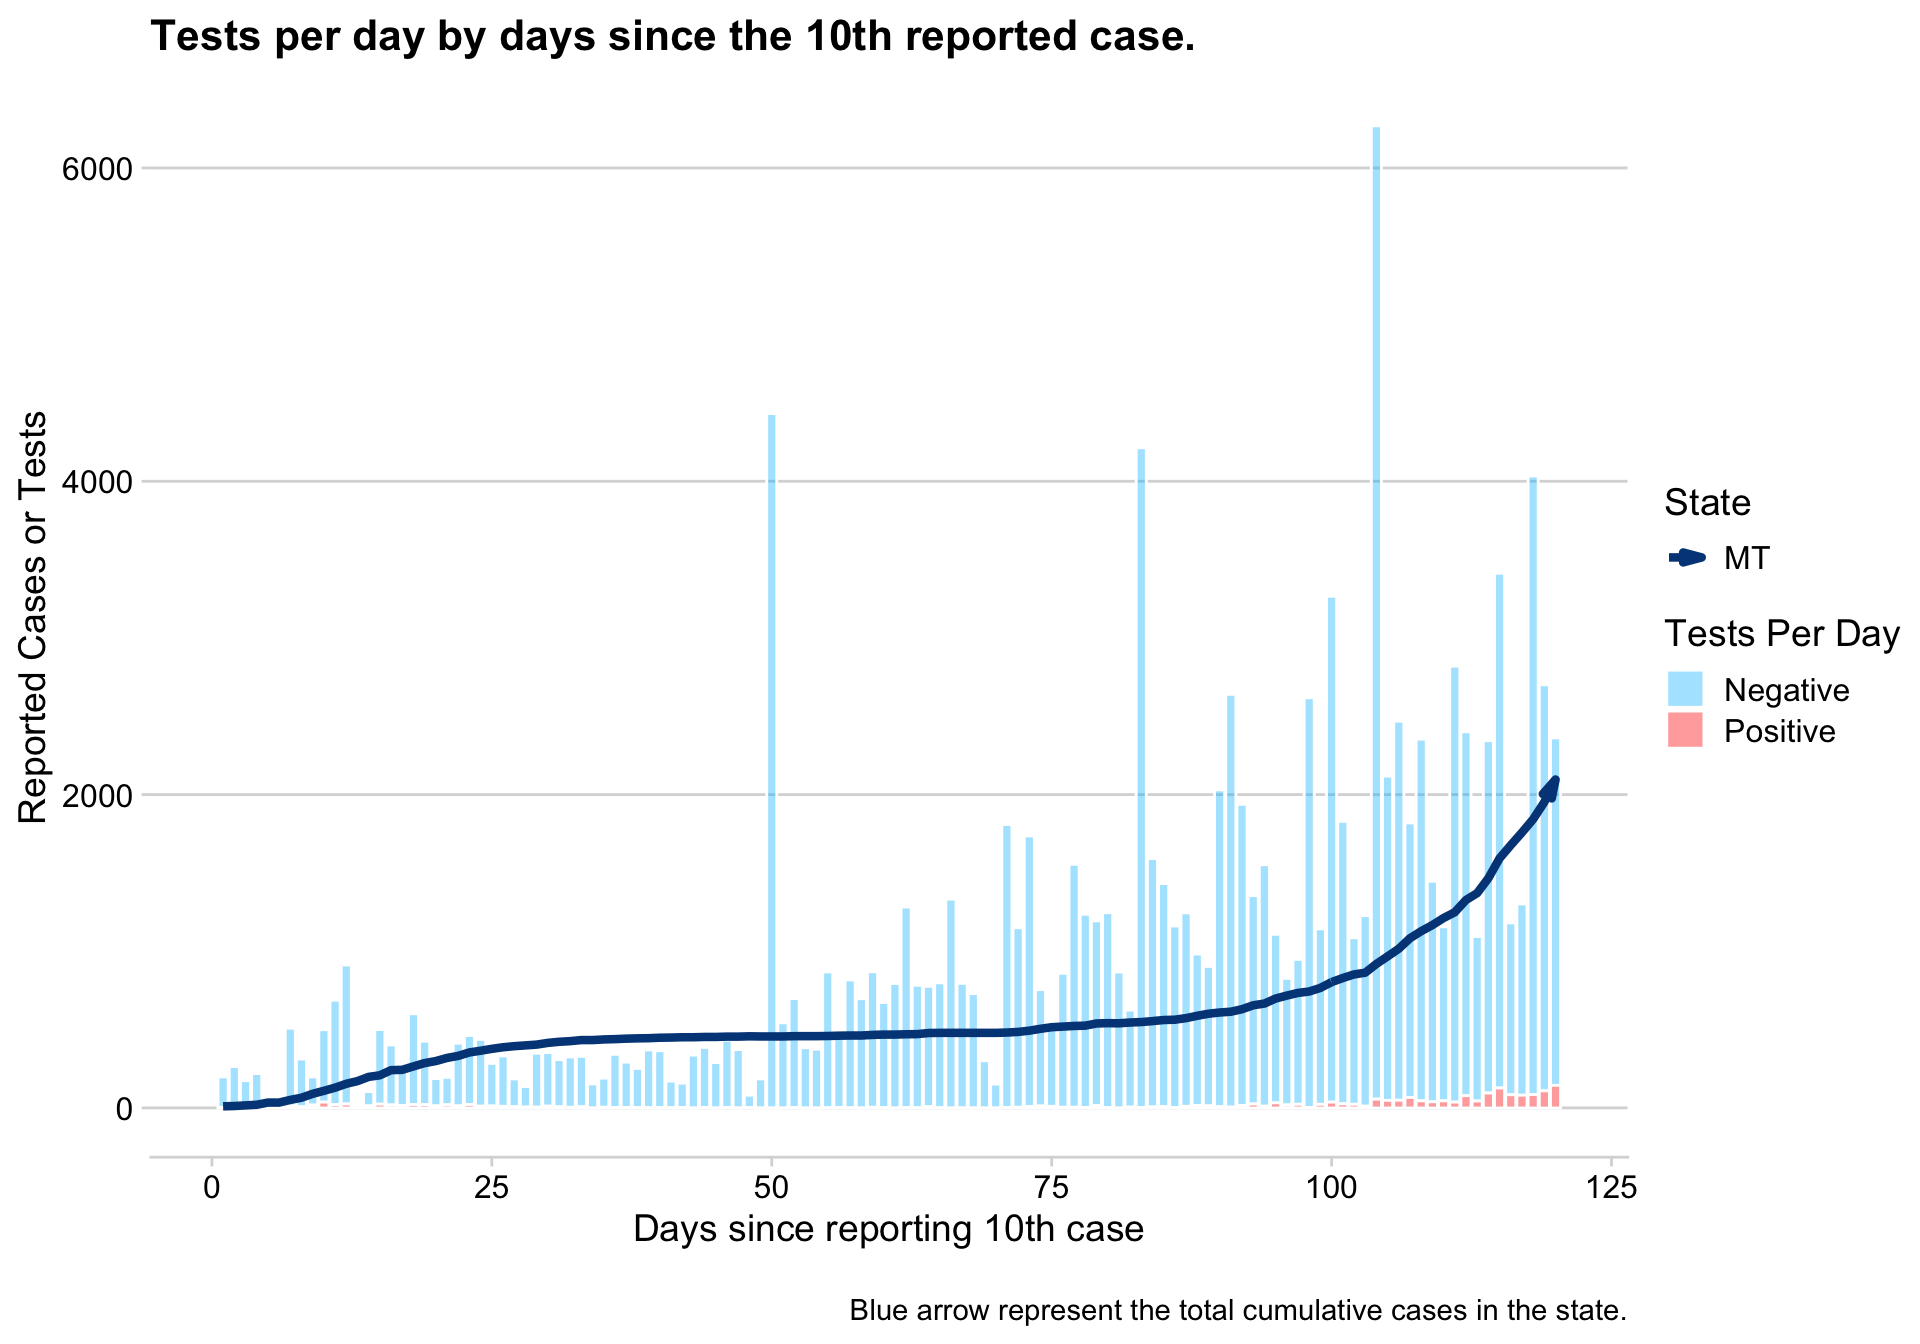 Tests per day by days since the 10th reported case.
Reported Cases or Tests
6000
4000
2000
0
0 25 50 75 100 125
Days since reporting 10th case
State
MT
Tests Per Day
Negative
Positive
Blue arrow represent the total cumulative cases in the state.